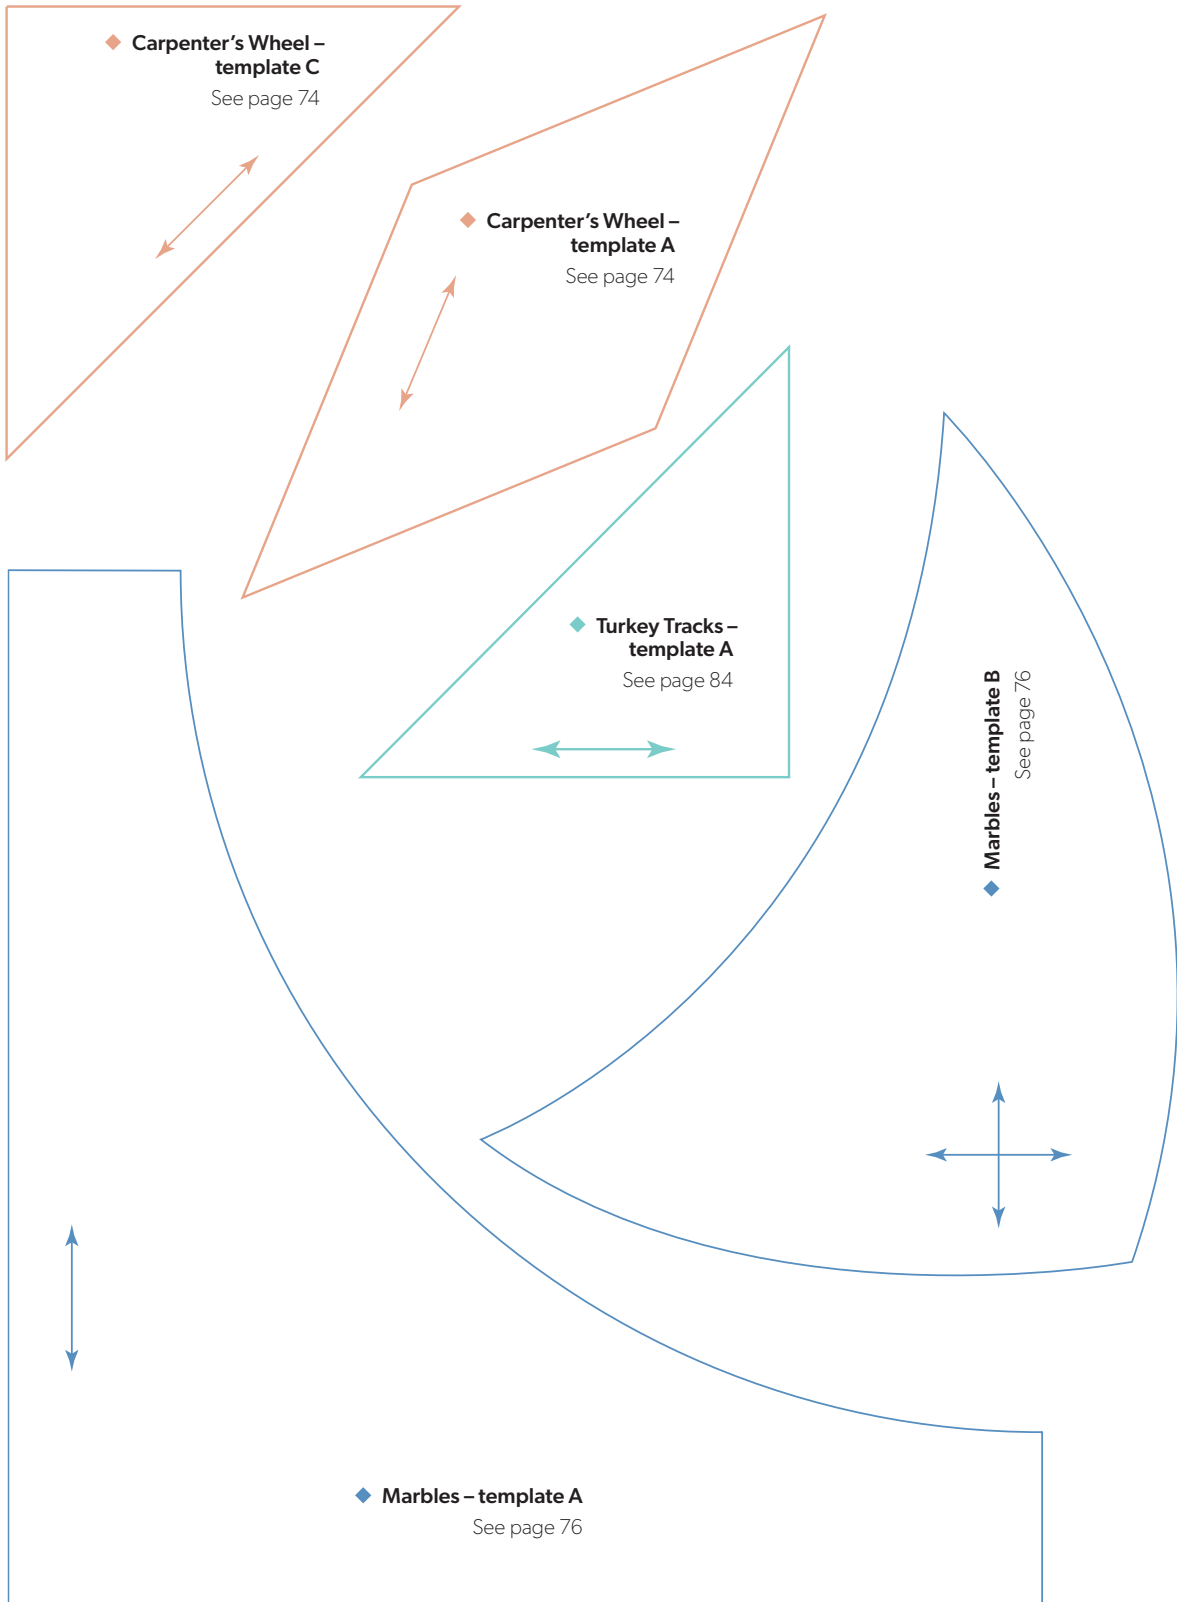 Carpenter’s Wheel –
template C
See page 74
Carpenter’s Wheel –
template A
See page 74
Turkey Tracks –
template A
See page 84
Marbles – template B
See page 76
Marbles – template A
See page 76